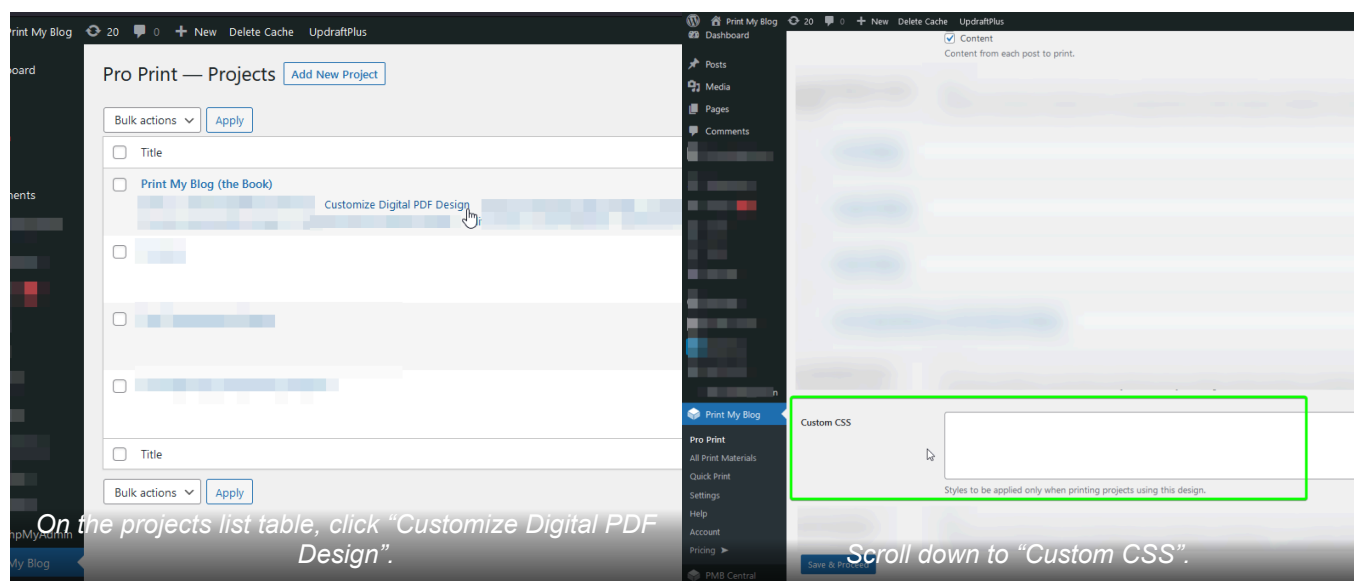 rint My Blog 20 0 + New Delete Cache UpdraftPlus
oard
Pro Print — Projects Add New Project
Bulk actions Apply
Title
Print My Blog (the Book)
Customize Digital PDF Design
ments
Title
Bulk actions Apply
hpMyAdmin
My Blog
On the projects list table, click “Customize Digital PDF
Design”.
Print My Blog 20 0 + New Delete Cache UpdraftPlus
Dashboard
Content
Content from each post to print.
Posts
Media
Pages
Comments
n
Print My Blog
Custom CSS
Pro Print
All Print Materials
Quick Print
Styles to be applied only when printing projects using this design.
Settings
Help
Account
Pricing ➤
Save & Proceed
PMB Central
Scroll down to “Custom CSS”.